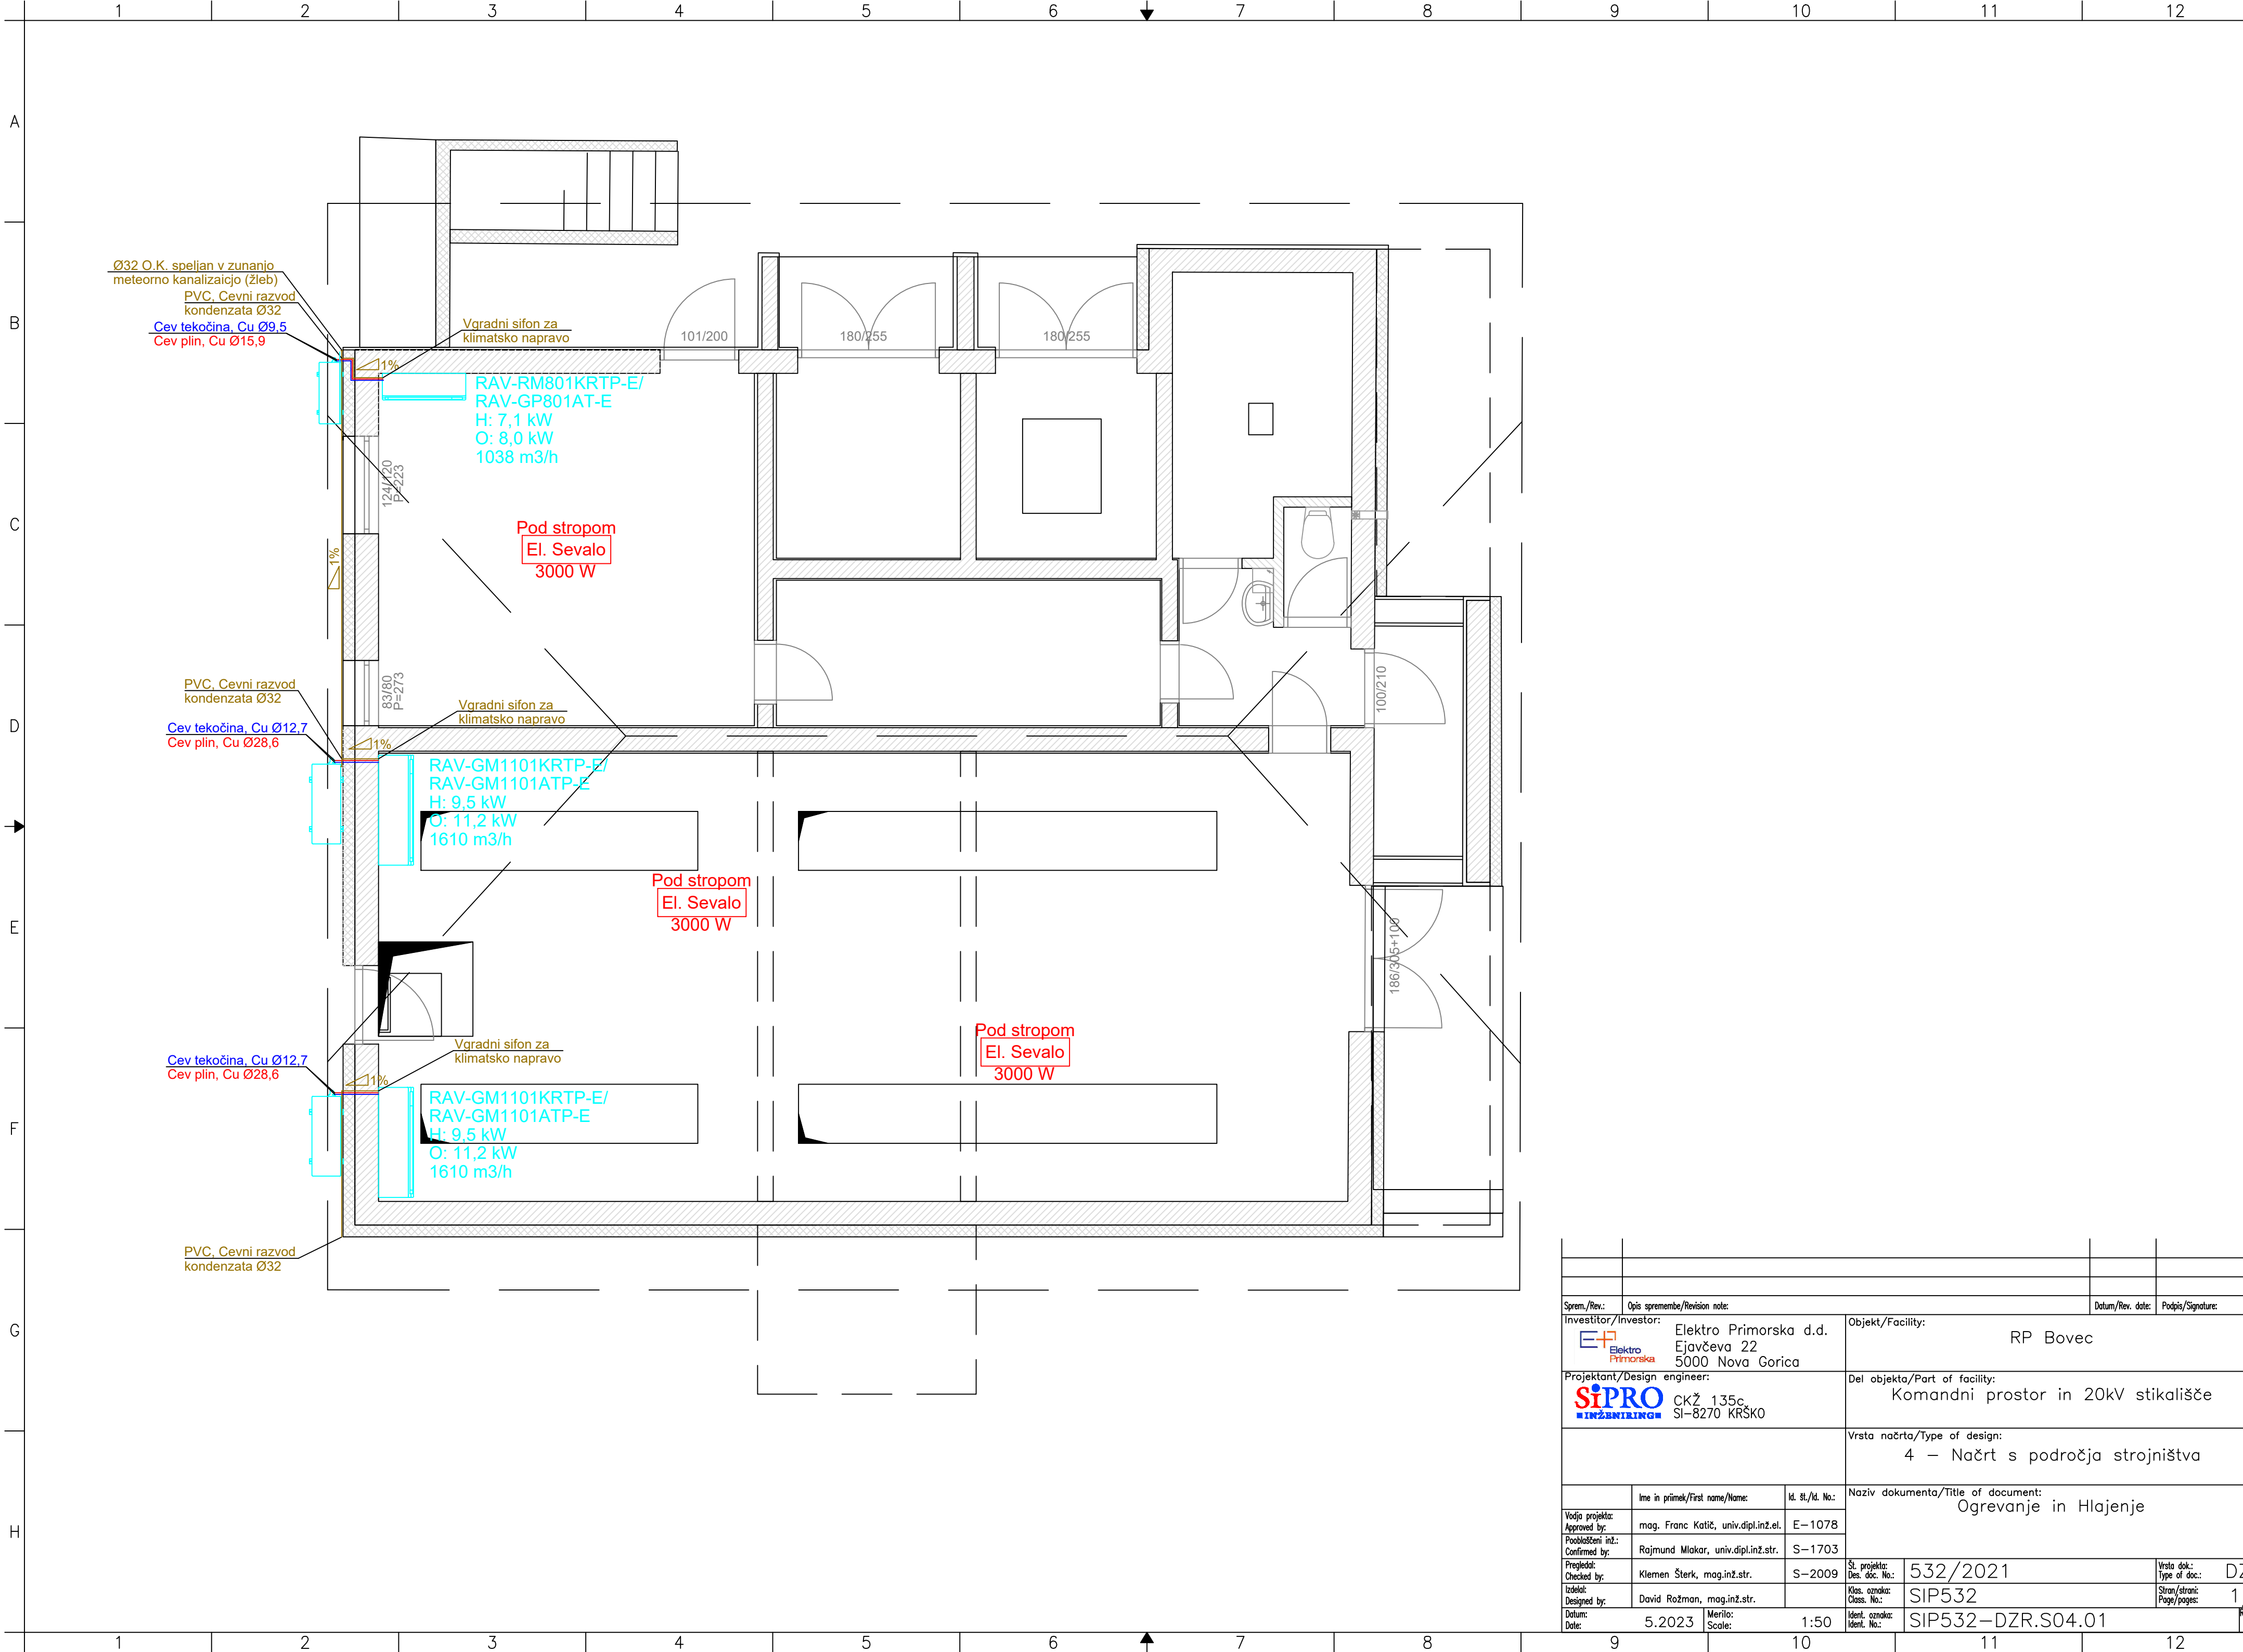 1 2 3 4 5 6 7 8 9 10 11 12
A
B
C
D
E
F
G
H
Ø32 O.K. speljan v zunanjo
meteorno kanalizaicjo (žleb)
PVC, Cevni razvod
kondenzata Ø32
Cev tekočina, Cu Ø9,5
Cev plin, Cu Ø15,9
Vgradni sifon za
klimatsko napravo
1%
101/200
180/255
180/255
RAV-RM801KRTP-E/
RAV-GP801AT-E
H: 7,1 kW
O: 8,0 kW
1038 m3/h
124/120
P=223
Pod stropom
El. Sevalo
3000 W
1%
83/80
P=273
100/210
PVC, Cevni razvod
kondenzata Ø32
Cev tekočina, Cu Ø12,7
Cev plin, Cu Ø28,6
Vgradni sifon za
klimatsko napravo
1%
RAV-GM1101KRTP-E/
RAV-GM1101ATP-E
H: 9,5 kW
O: 11,2 kW
1610 m3/h
Pod stropom
El. Sevalo
3000 W
186/305+100
Pod stropom
El. Sevalo
3000 W
Vgradni sifon za
klimatsko napravo
Cev tekočina, Cu Ø12,7
Cev plin, Cu Ø28,6
1%
RAV-GM1101KRTP-E/
RAV-GM1101ATP-E
H: 9,5 kW
O: 11,2 kW
1610 m3/h
PVC, Cevni razvod
kondenzata Ø32
Sprem./Rev.: Opis spremembe/Revision note: Datum/Rev. date: Podpis/Signature:
Investitor/Investor:
Elektro Primorska
Elektro Primorska d.d.
Ejavčeva 22
5000 Nova Gorica
Objekt/Facility:
RP Bovec
Projektant/Design engineer:
SiPRO
INŽENIRING
CKŽ 135c,
SI-8270 KRŠKO
Del objekta/Part of facility:
Komandni prostor in 20kV stikališče
Vrsta načrta/Type of design:
4 - Načrt s področja strojništva
Ime in priimek/First name/Name: Id. št./Id. No.:
Naziv dokumenta/Title of document:
Ogrevanje in Hlajenje
Vodja projekta:
Approved by: mag. Franc Katič, univ.dipl.inž.el. E-1078
Pooblaščeni inž.:
Confirmed by: Rajmund Mlakar, univ.dipl.inž.str. S-1703
Pregledal:
Checked by: Klemen Šterk, mag.inž.str. S-2009
Št. projekta:
Des. doc. No.: 532/2021
Vrsta dok.:
Type of doc.:
Izdelal:
Designed by: David Rožman, mag.inž.str.
Klas. oznaka:
Class. No.: SIP532
Stran/strani:
Page/pages: 1
Datum:
Date: 5.2023
Merilo:
Scale: 1:50
Ident. oznaka:
Ident. No.: SIP532-DZR.S04.01
1 2 3 4 5 6 7 8 9 10 11 12